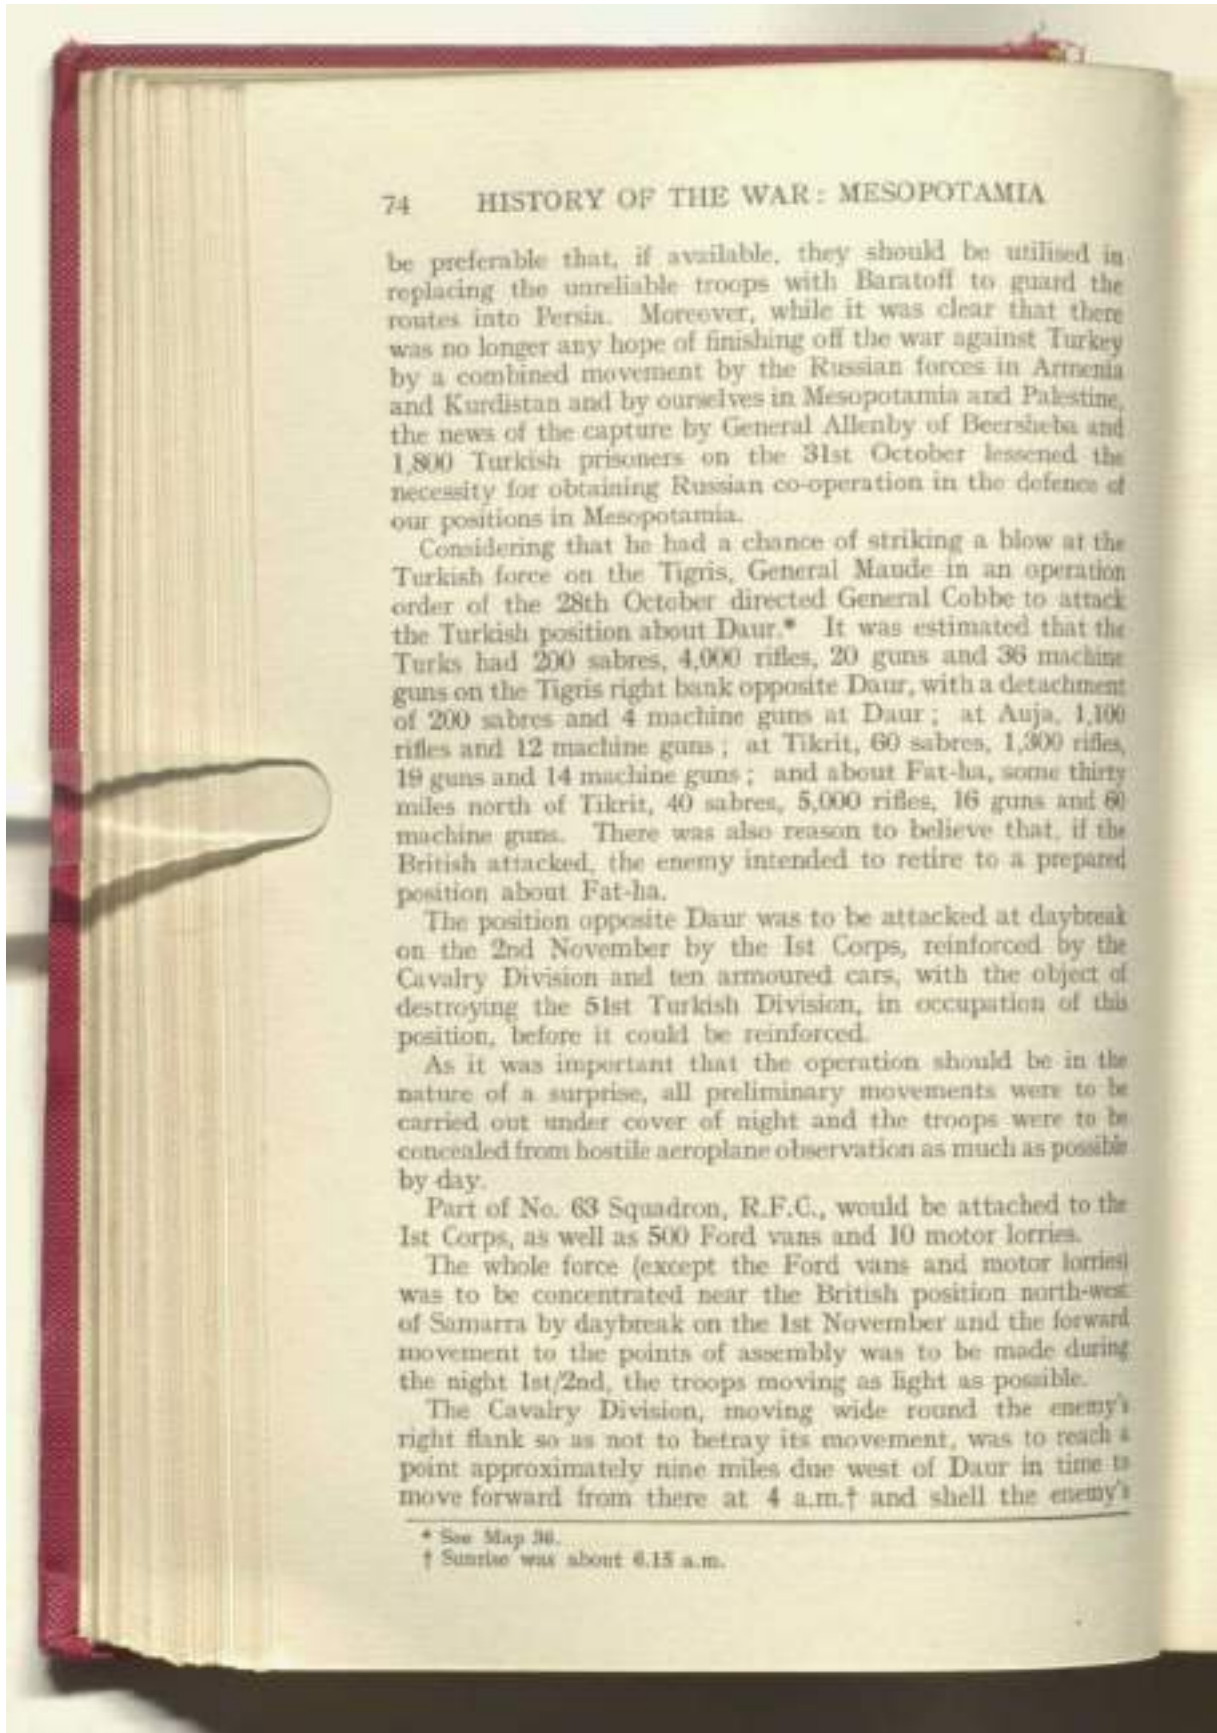 74 HISTORY OF THE WAR: MESOPOTAMIA
be preferable that, if available, they should be utilised in
replacing the unreliable troops with Baratoff to guard the
routes into Persia. Moreover, while it was clear that there
was no longer any hope of finishing off the war against Turkey
by a combined movement by the Russian forces in Armenia
and Kurdistan and by ourselves in Mesopotamia and Palestine,
the news of the capture by General Allenby of Beersheba and
1,800 Turkish prisoners on the 31st October lessened the
necessity for obtaining Russian co-operation in the defence of
our positions in Mesopotamia.
Considering that he had a chance of striking a blow at the
Turkish force on the Tigris, General Maude in an operation
order of the 28th October directed General Cobbe to attack
the Turkish position about Daur.* It was estimated that the
Turks had 200 sabres, 4,000 rifles, 20 guns and 36 machine
guns on the Tigris right bank opposite Daur, with a detachment
of 200 sabres and 4 machine guns at Daur; at Auja, 1,100
rifles and 12 machine guns; at Tikrit, 60 sabres, 1,300 rifles,
19 guns and 14 machine guns; and about Fat-ha, some thirty
miles north of Tikrit, 40 sabres, 5,000 rifles, 16 guns and 60
machine guns. There was also reason to believe that, if the
British attacked, the enemy intended to retire to a prepared
position about Fat-ha.
The position opposite Daur was to be attacked at daybreak
on the 2nd November by the Ist Corps, reinforced by the
Cavalry Division and ten armoured cars, with the object of
destroying the 51st Turkish Division, in occupation of this
position, before it could be reinforced.
As it was important that the operation should be in the
nature of a surprise, all preliminary movements were to be
carried out under cover of night and the troops were to be
concealed from hostile aeroplane observation as much as possible
by day.
Part of No. 63 Squadron, R.F.C., would be attached to the
Ist Corps, as well as 500 Ford vans and 10 motor lorries.
The whole force (except the Ford vans and motor lorries)
was to be concentrated near the British position north-west
of Samarra by daybreak on the 1st November and the forward
movement to the points of assembly was to be made during
the night 1st/2nd, the troops moving as light as possible.
The Cavalry Division, moving wide round the enemy's
right flank so as not to betray its movement, was to reach a
point approximately nine miles due west of Daur in time to
move forward from there at 4 a.m.† and shell the enemy's
* See Map 36.
† Sunrise was about 6.15 a.m.